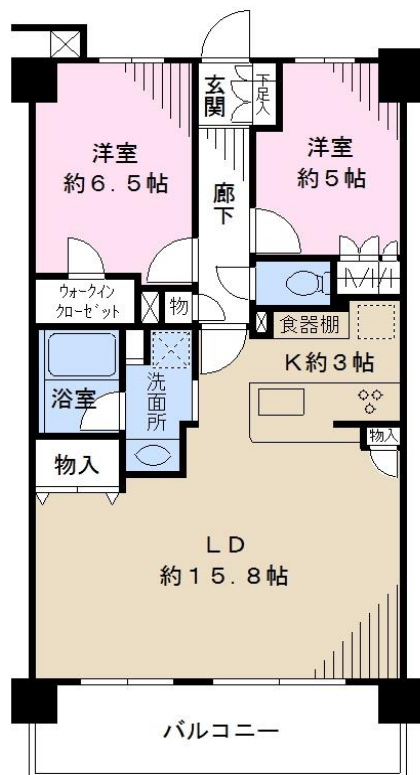 玄関
下足入
洋室
約6.5帖
洋室
約5帖
廊下
ウォークイン
クローゼット
物
食器棚
K約3帖
浴室
洗面所
物入
物入
LD
約15.8帖
バルコニー